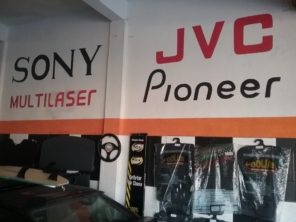 SONY
MULTILASER
JVC
Pioneer